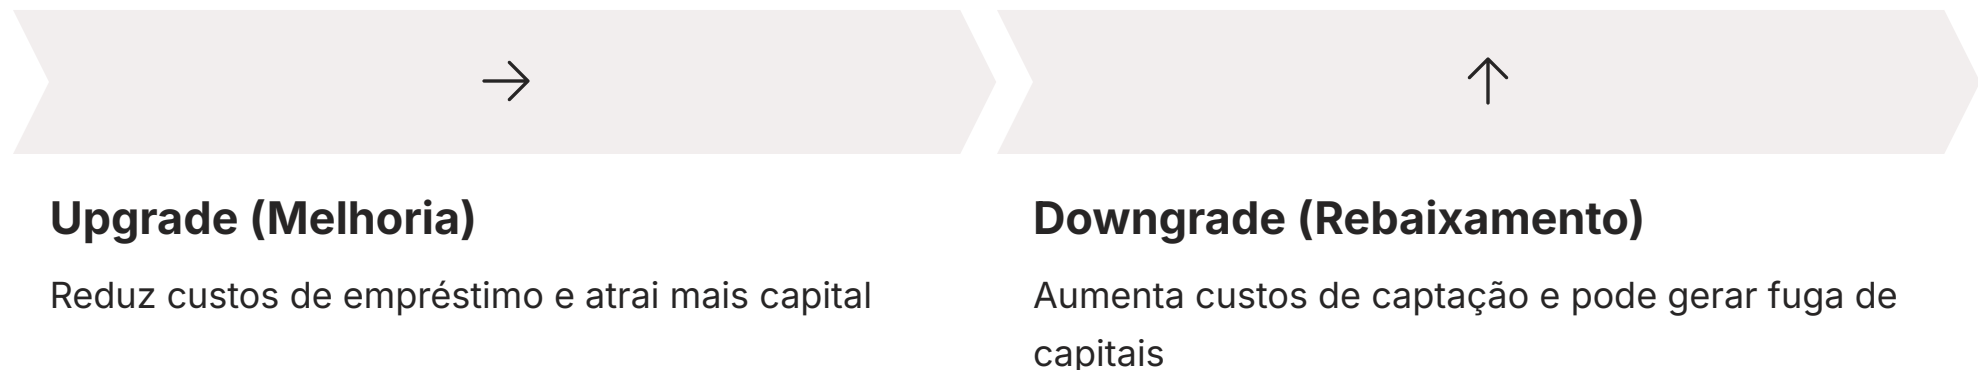 Upgrade (Melhoria)
Reduz custos de empréstimo e atrai mais capital
Downgrade (Rebaixamento)
Aumenta custos de captação e pode gerar fuga de
capitais